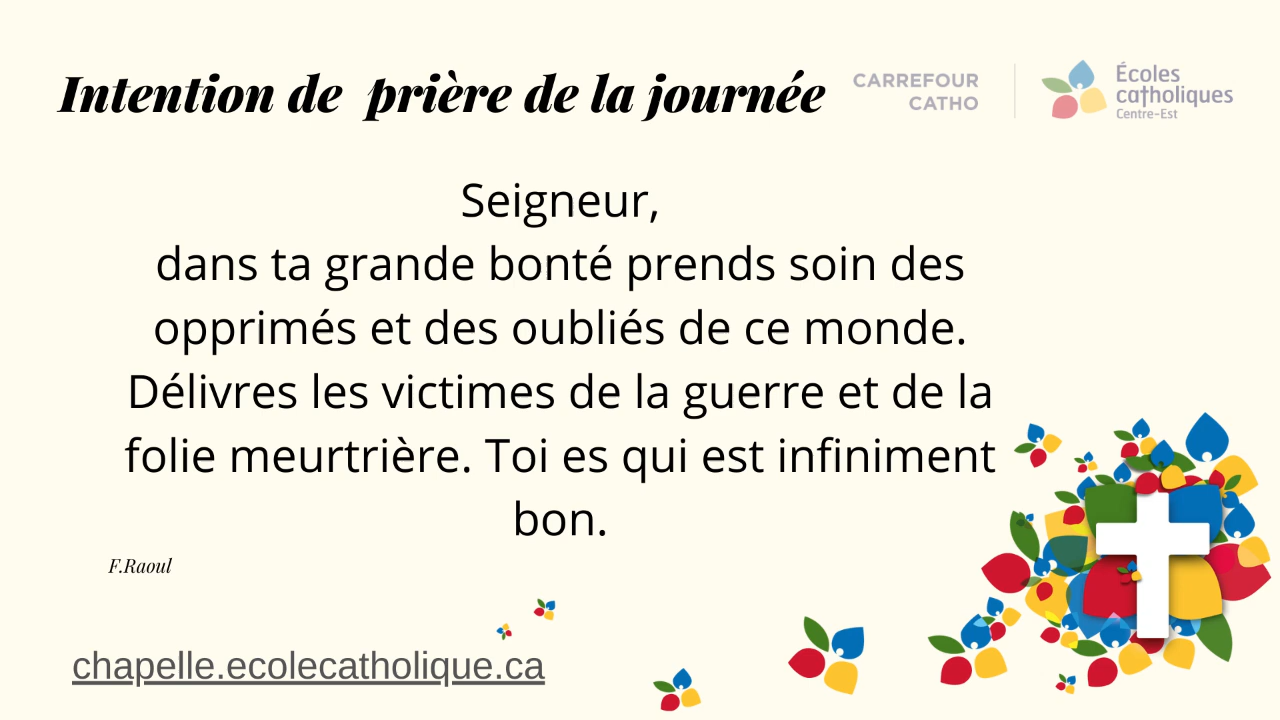 Intention de prière de la journée
CARREFOUR
CATHO
Écoles
catholiques
Centre-Est
Seigneur,
dans ta grande bonté prends soin des
opprimés et des oubliés de ce monde.
Délivres les victimes de la guerre et de la
folie meurtrière. Toi es qui est infiniment
bon.
F.Raoul
chapelle.ecolecatholique.ca